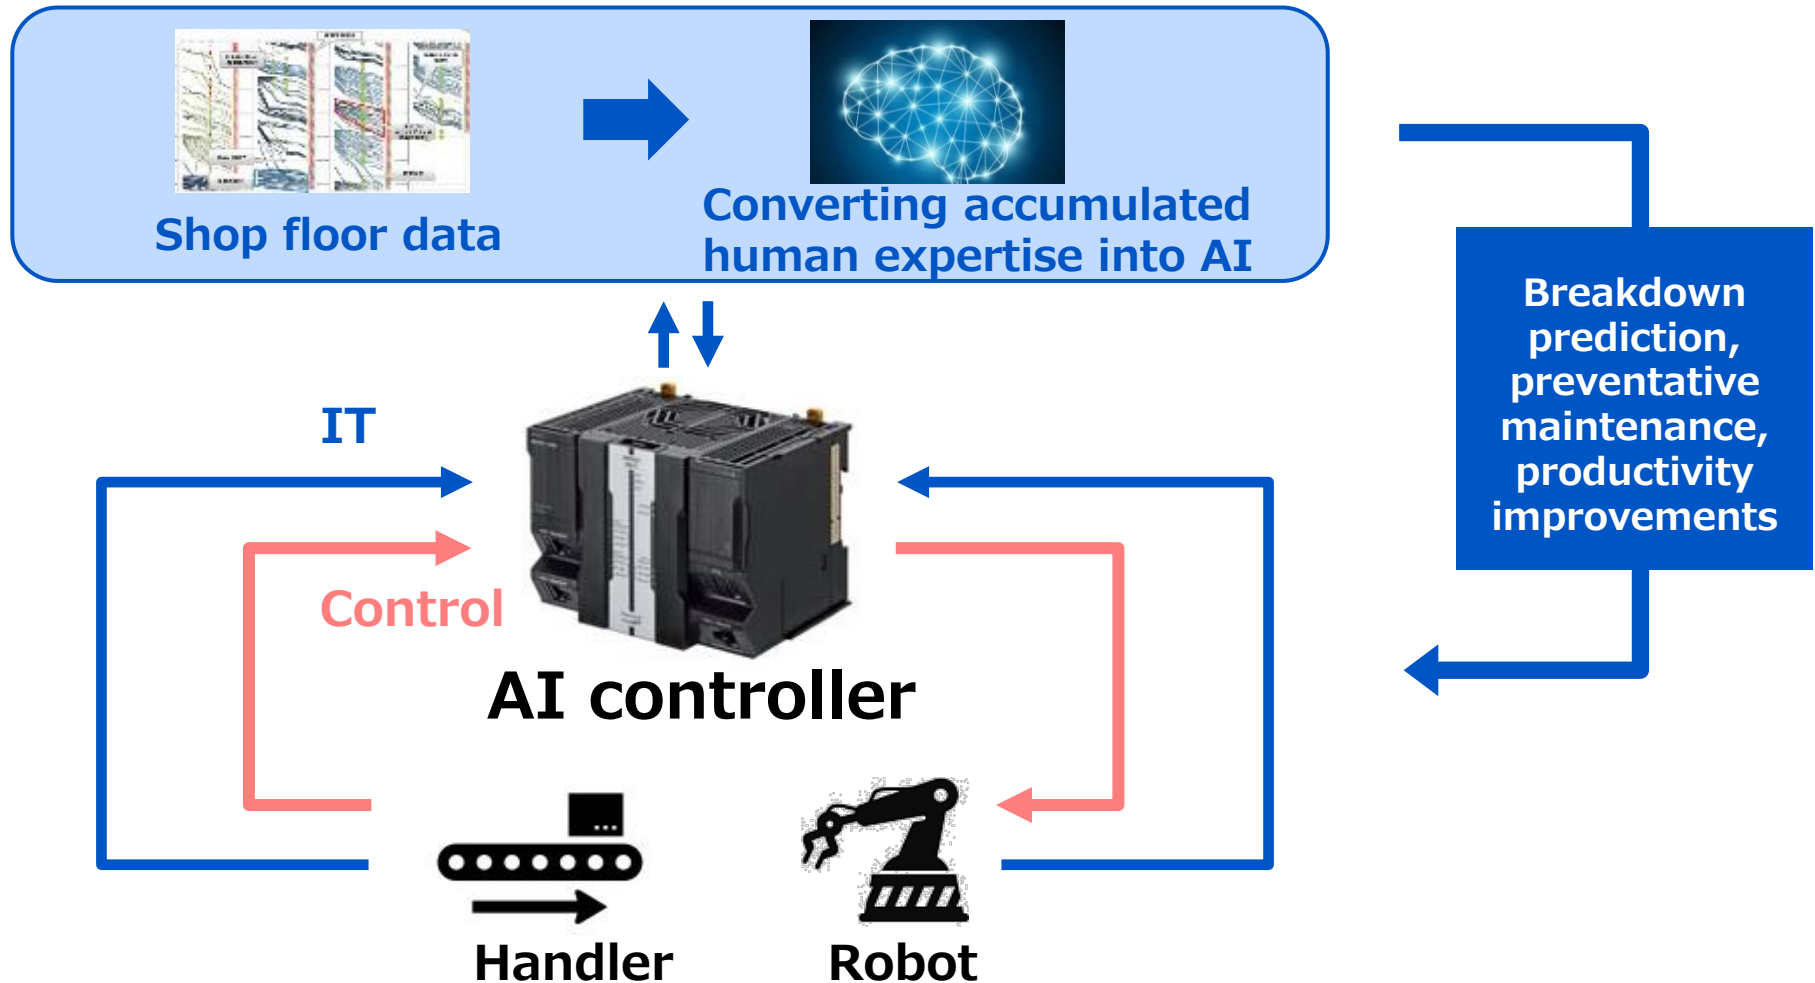 Shop floor data
Converting accumulated
human expertise into AI
Breakdown
prediction,
preventative
maintenance,
productivity
improvements
IT
Control
AI controller
Handler
Robot